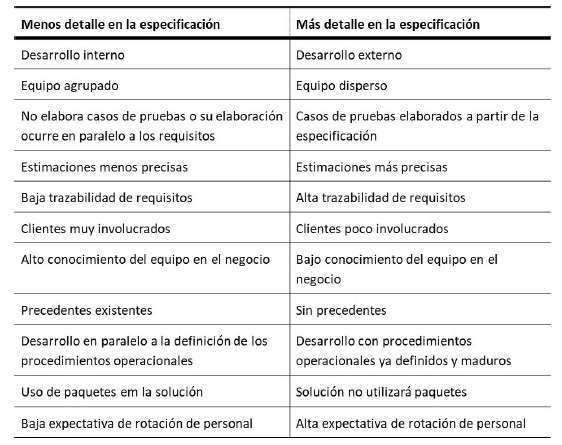 Menos detalle en la especificación Más detalle en la especificación
Desarrollo interno Desarrollo externo
Equipo agrupado Equipo disperso
No elabora casos de pruebas o su elaboración Casos de pruebas elaborados a partir de la
ocurre en paralelo a los requisitos especificación
Estimaciones menos precisas Estimaciones más precisas
Baja trazabilidad de requisitos Alta trazabilidad de requisitos
Clientes muy involucrados Clientes poco involucrados
Alto conocimiento del equipo en el negocio Bajo conocimiento del equipo en el
negocio
Precedentes existentes Sin precedentes
Desarrollo en paralelo a la definición de los Desarrollo con procedimientos
procedimientos operacionales operacionales ya definidos y maduros
Uso de paquetes em la solución Solución no utilizará paquetes
Baja expectativa de rotación de personal Alta expectativa de rotación de personal